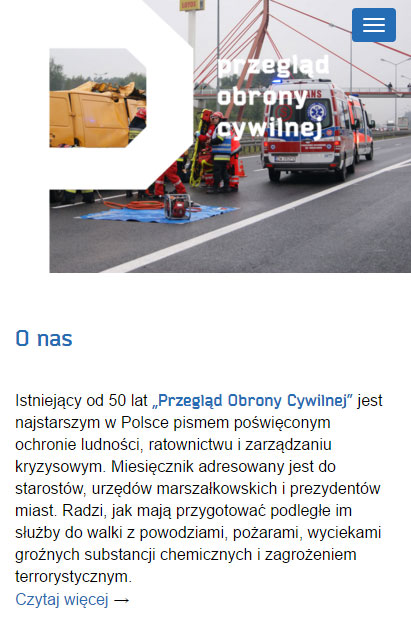 przegląd
obrony
cywilnej
O nas
Istniejący od 50 lat „Przegląd Obrony Cywilnej” jest
najstarszym w Polsce pismem poświęconym
ochronie ludności, ratownictwu i zarządzaniu
kryzysowym. Miesięcznik adresowany jest do
starostów, urzędów marszałkowskich i prezydentów
miast. Radzi, jak mają przygotować podległe im
służby do walki z powodziami, pożarami, wyciekami
groźnych substancji chemicznych i zagrożeniem
terrorystycznym.
Czytaj więcej →